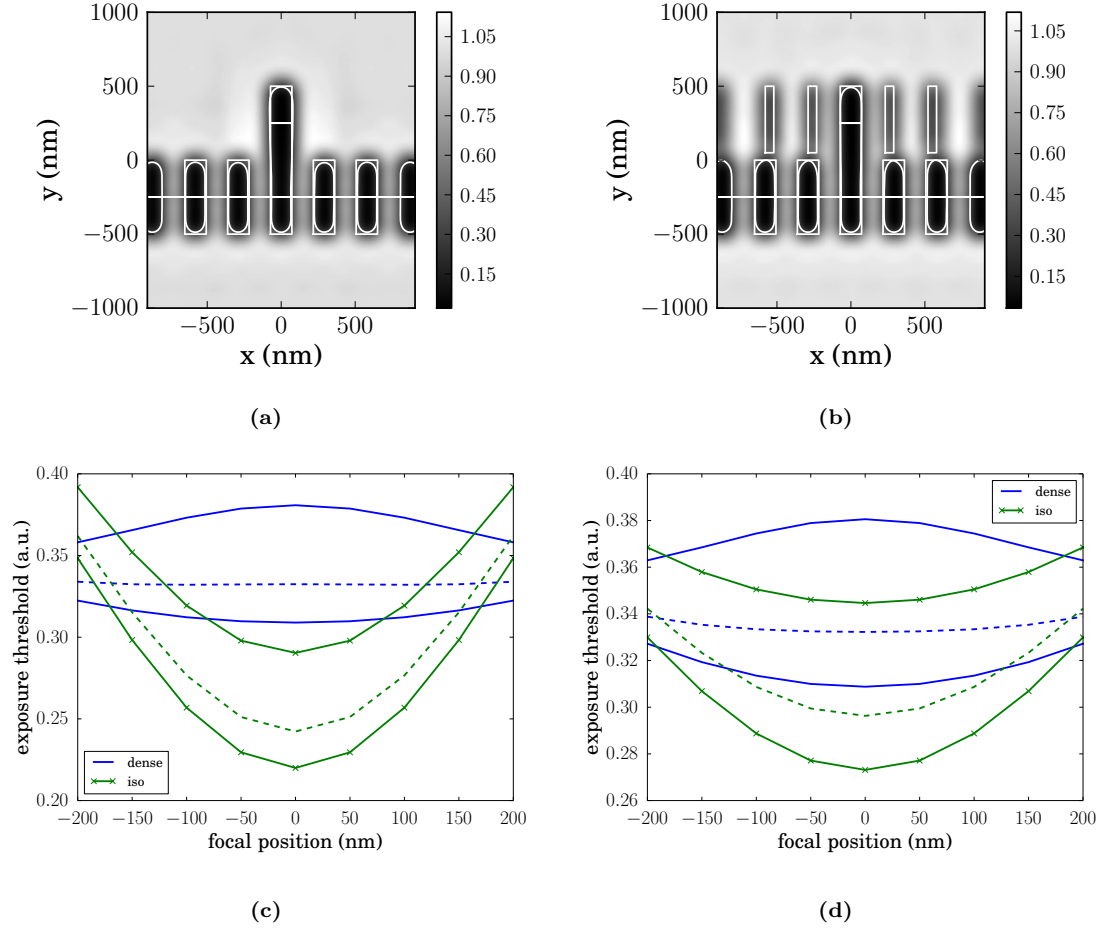 1000
500
0
−500
−1000
y (nm)
−500
0
500
x (nm)
1.05
0.90
0.75
0.60
0.45
0.30
0.15
(a)
1000
500
0
−500
−1000
y (nm)
−500
0
500
x (nm)
1.05
0.90
0.75
0.60
0.45
0.30
0.15
(b)
0.40
0.35
0.30
0.25
0.20
exposure threshold (a.u.)
dense
iso
−200 −150 −100 −50 0 50 100 150 200
focal position (nm)
(c)
0.40
0.38
0.36
0.34
0.32
0.30
0.28
0.26
exposure threshold (a.u.)
dense
iso
−200 −150 −100 −50 0 50 100 150 200
focal position (nm)
(d)